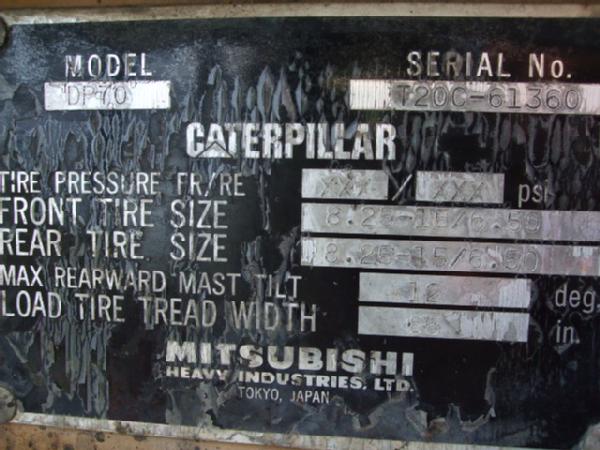 MODEL SERIAL No.
DP70 T20C-61360
CATERPILLAR
TIRE PRESSURE FR/RE XXX / XXX psi
FRONT TIRE SIZE 8.25-15/6.50
REAR TIRE SIZE 8.25-15/6.50
MAX REARWARD MAST TILT 12 deg.
LOAD TIRE TREAD WIDTH in.
MITSUBISHI
HEAVY INDUSTRIES, LTD.
TOKYO, JAPAN